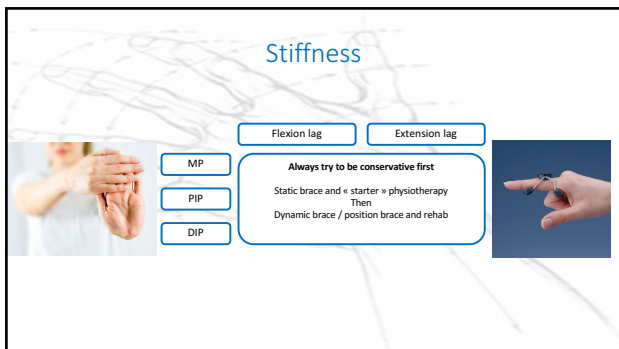 Stiffness
Flexion lag
Extension lag
MP
PIP
DIP
Always try to be conservative first
Static brace and « starter » physiotherapy
Then
Dynamic brace / position brace and rehab